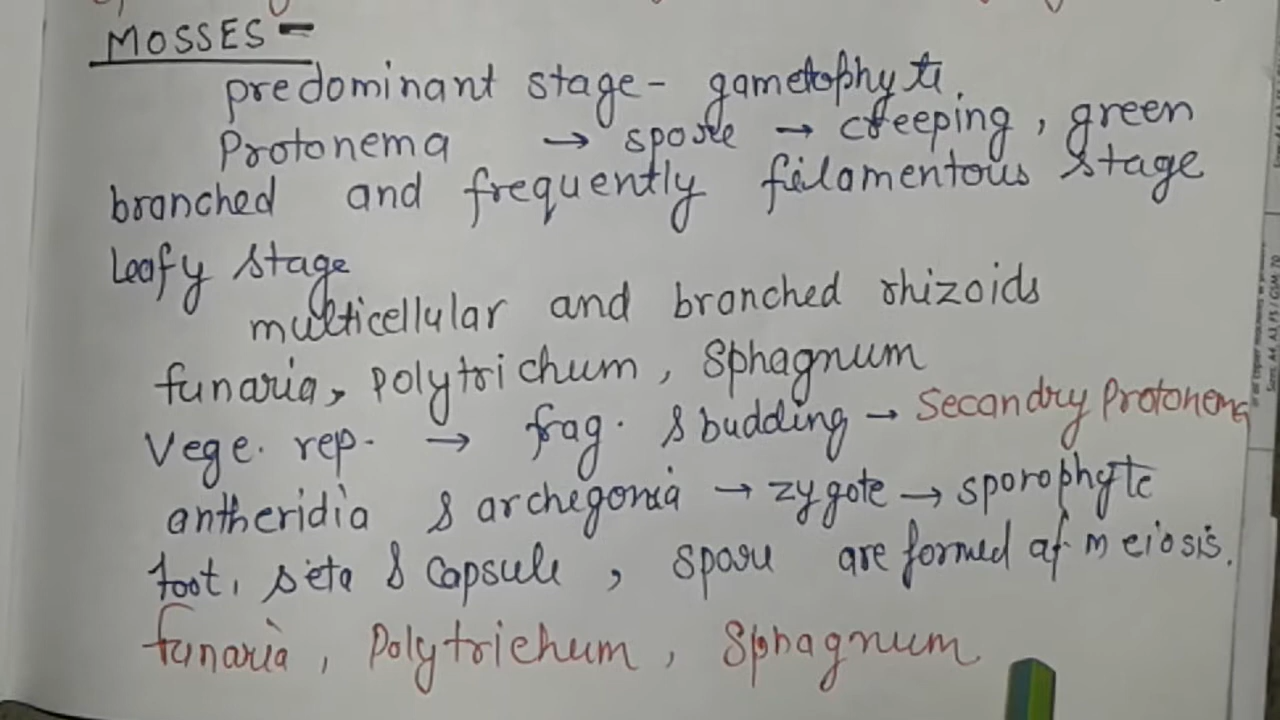 MOSSES -
predominant stage - gametophyte.
Protonema → spore → creeping, green
branched and frequently filamentous stage
Leafy stage
multicellular and branched rhizoids
funaria, Polytrichum, Sphagnum
Vege. rep. → frag. & budding → Secandry Protonema
antheridia & archegonia → zygote → sporophyte
foot, seta & capsule, spore are formed af. meiosis.
funaria, Polytrichum, Sphagnum